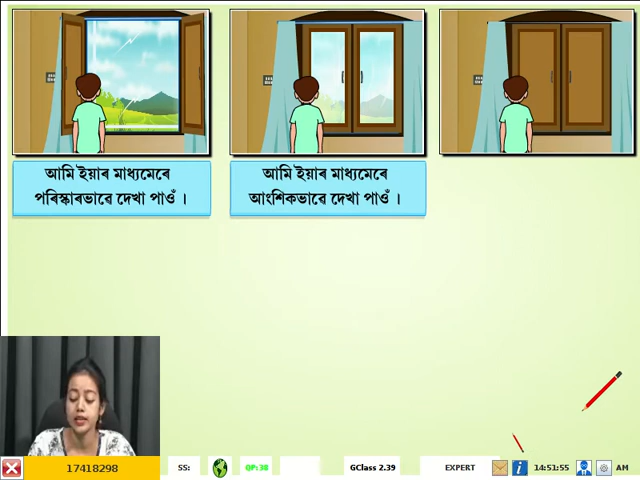 আমি ইয়াৰ মাধ্যমেৰে
পৰিস্কাৰভাৱে দেখা পাওঁ ।
আমি ইয়াৰ মাধ্যমেৰে
আংশিকভাৱে দেখা পাওঁ ।
17418298
SS:
QF:38
GClass 2.39
EXPERT
14:51:55
AM